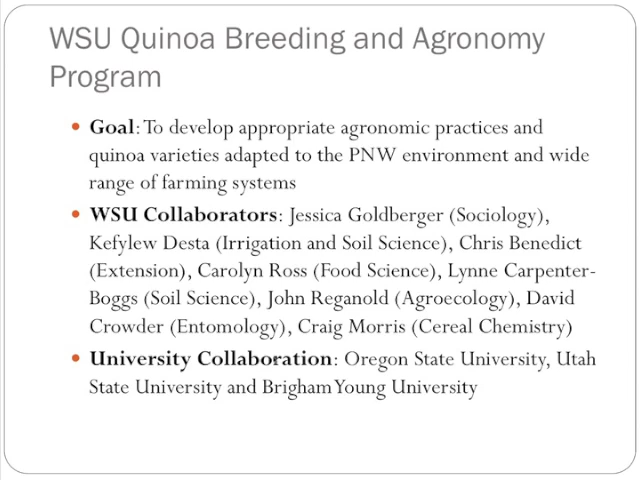 WSU Quinoa Breeding and Agronomy
Program
• Goal: To develop appropriate agronomic practices and
quinoa varieties adapted to the PNW environment and wide
range of farming systems
• WSU Collaborators: Jessica Goldberger (Sociology),
Kefylew Desta (Irrigation and Soil Science), Chris Benedict
(Extension), Carolyn Ross (Food Science), Lynne Carpenter-
Boggs (Soil Science), John Reganold (Agroecology), David
Crowder (Entomology), Craig Morris (Cereal Chemistry)
• University Collaboration: Oregon State University, Utah
State University and Brigham Young University